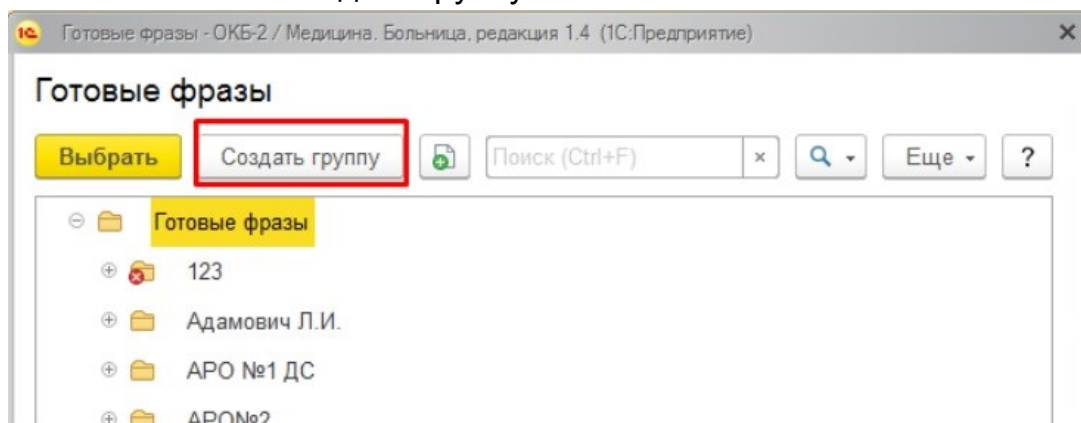 Готовые фразы - ОКБ-2 / Медицина. Больница, редакция 1.4 (1С:Предприятие)
Готовые фразы
Выбрать Создать группу Поиск (Ctrl+F) × Еще ?
Готовые фразы
123
Адамович Л.И.
АРО №1 ДС
АРО№2